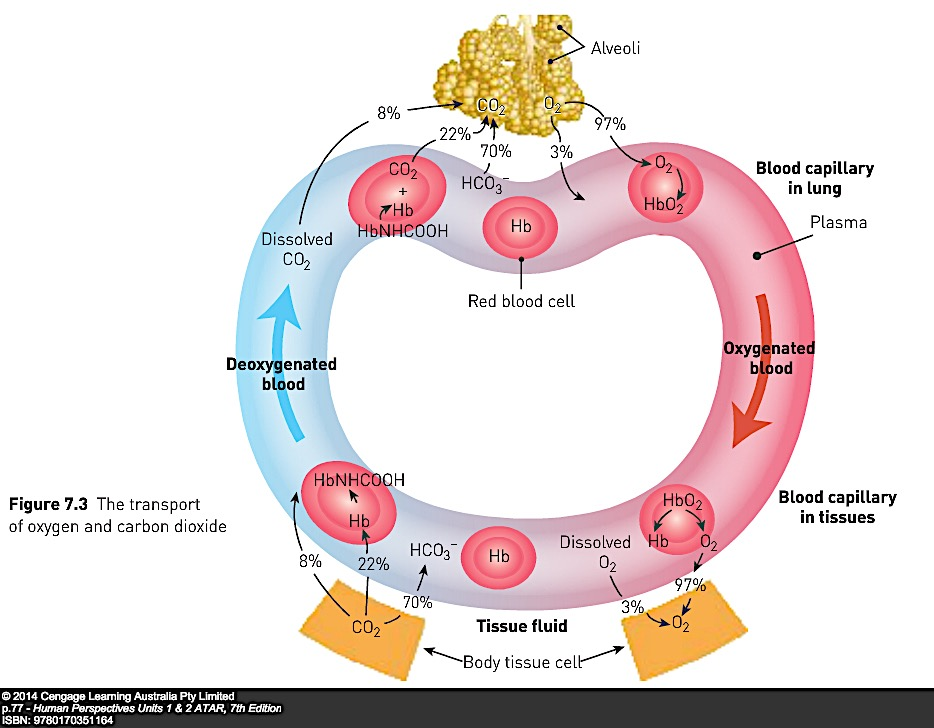 Alveoli
CO₂
O₂
8%
22%
70%
3%
97%
CO₂
+
Hb
HbNHCOOH
HCO₃⁻
Hb
O₂
HbO₂
Blood capillary
in lung
Plasma
Dissolved
CO₂
Red blood cell
Deoxygenated
blood
Oxygenated
blood
Figure 7.3 The transport
of oxygen and carbon dioxide
HbNHCOOH
Hb
8%
22%
70%
HCO₃⁻
Hb
Dissolved
O₂
HbO₂
Hb
O₂
Blood capillary
in tissues
97%
3%
CO₂
O₂
Tissue fluid
Body tissue cell
© 2014 Cengage Learning Australia Pty Limited
p.77 - Human Perspectives Units 1 & 2 ATAR, 7th Edition
ISBN: 9780170351164